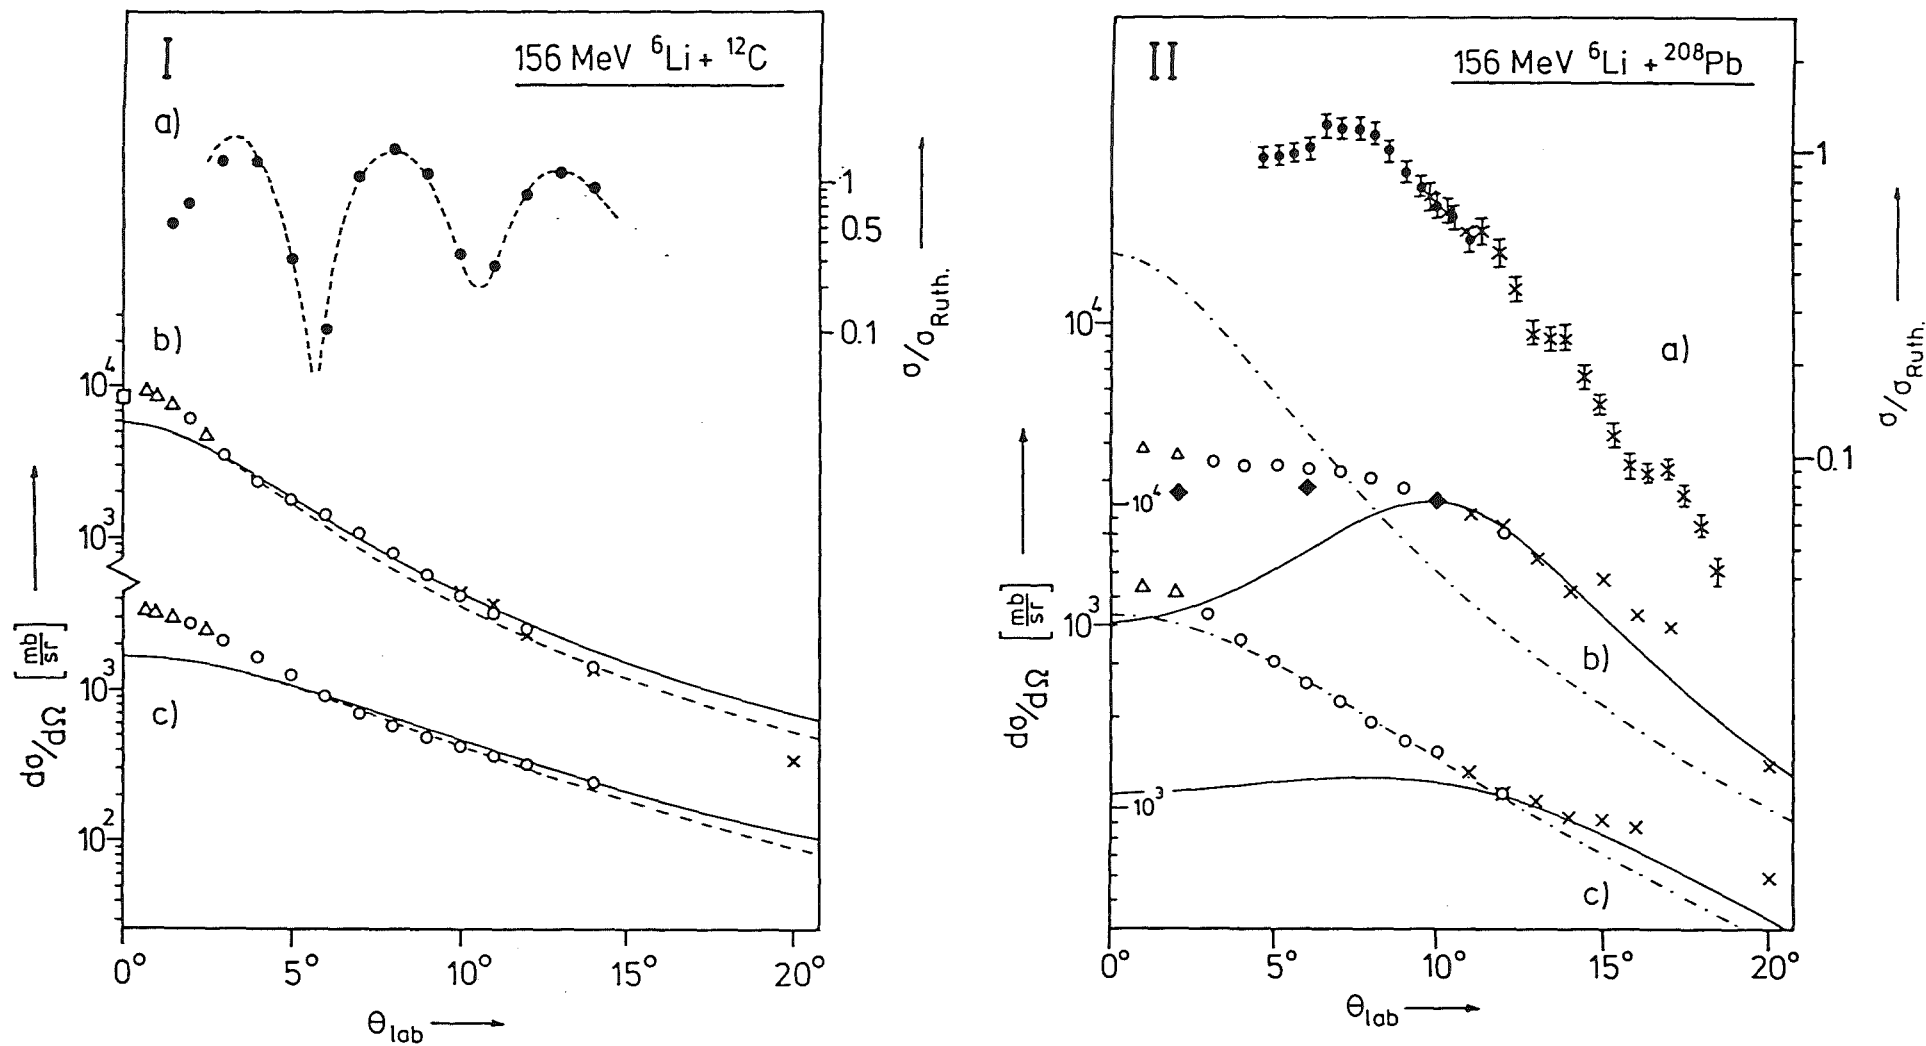 I
156 MeV ⁶Li + ¹²C
a)
b)
c)
10⁴
10³
10³
10²
dσ/dΩ [mb/sr]
1
0.5
0.1
σ/σRuth.
0° 5° 10° 15° 20°
θlab
II
156 MeV ⁶Li + ²⁰⁸Pb
a)
b)
c)
10⁴
10⁴
10³
10³
dσ/dΩ [mb/sr]
1
0.1
σ/σRuth.
0° 5° 10° 15° 20°
θlab